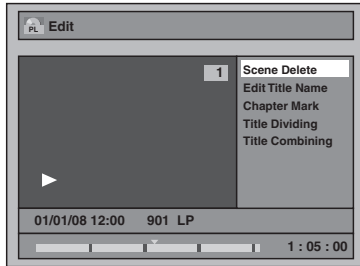 PL Edit
1
Scene Delete
Edit Title Name
Chapter Mark
Title Dividing
Title Combining
01/01/08 12:00 901 LP
1 : 05 : 00